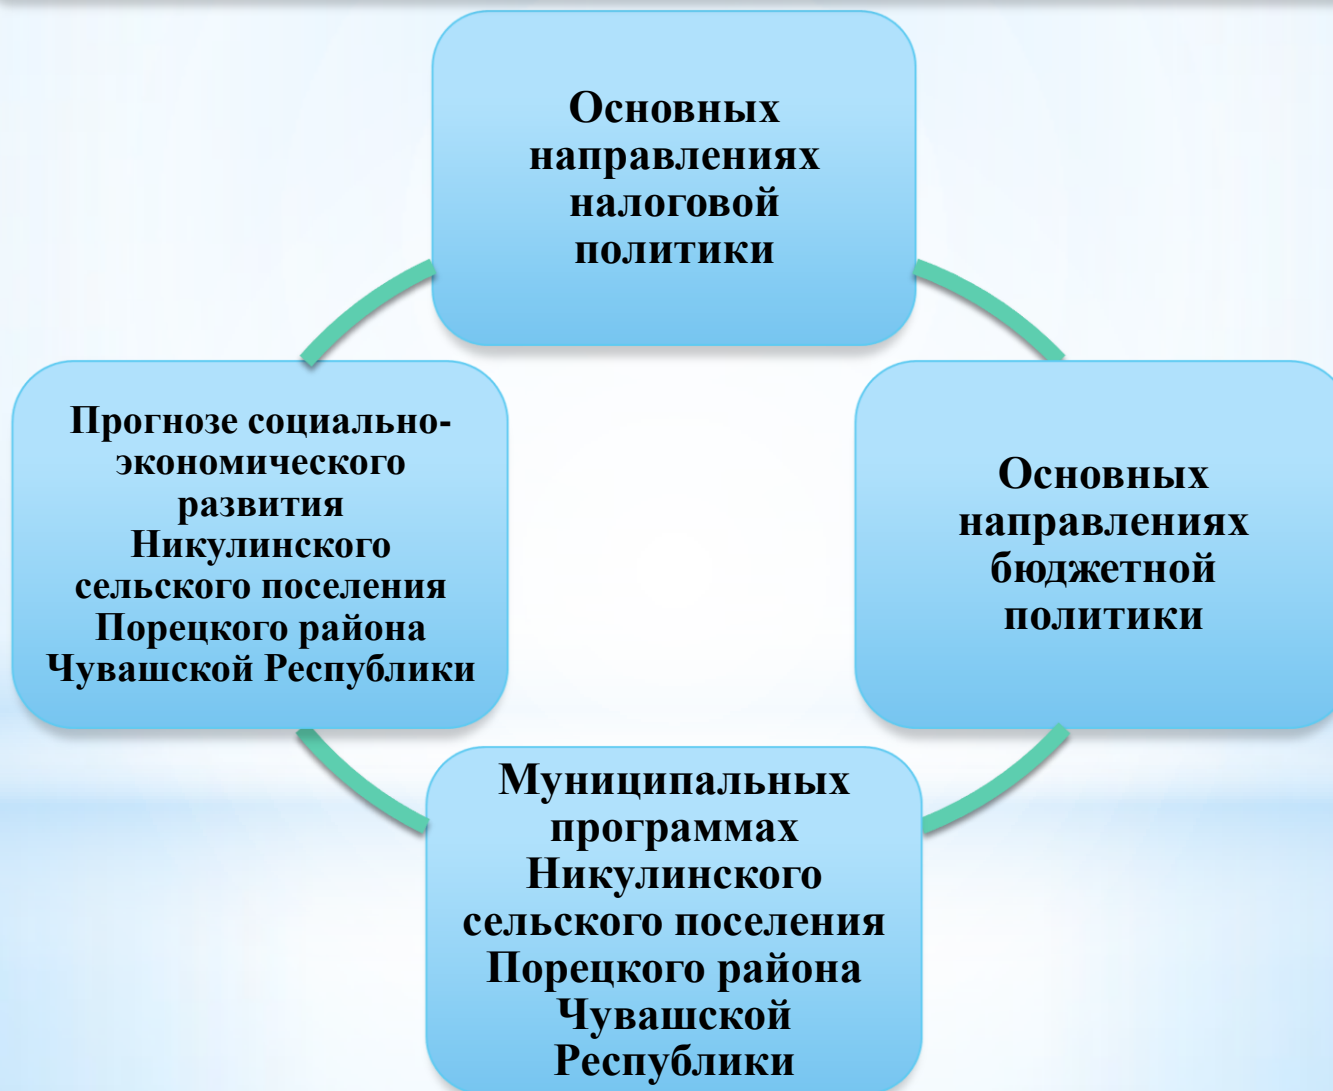 Основных
направлениях
налоговой
политики
Прогнозе социально-
экономического
развития
Никулинского
сельского поселения
Порецкого района
Чувашской Республики
Основных
направлениях
бюджетной
политики
Муниципальных
программах
Никулинского
сельского поселения
Порецкого района
Чувашской
Республики